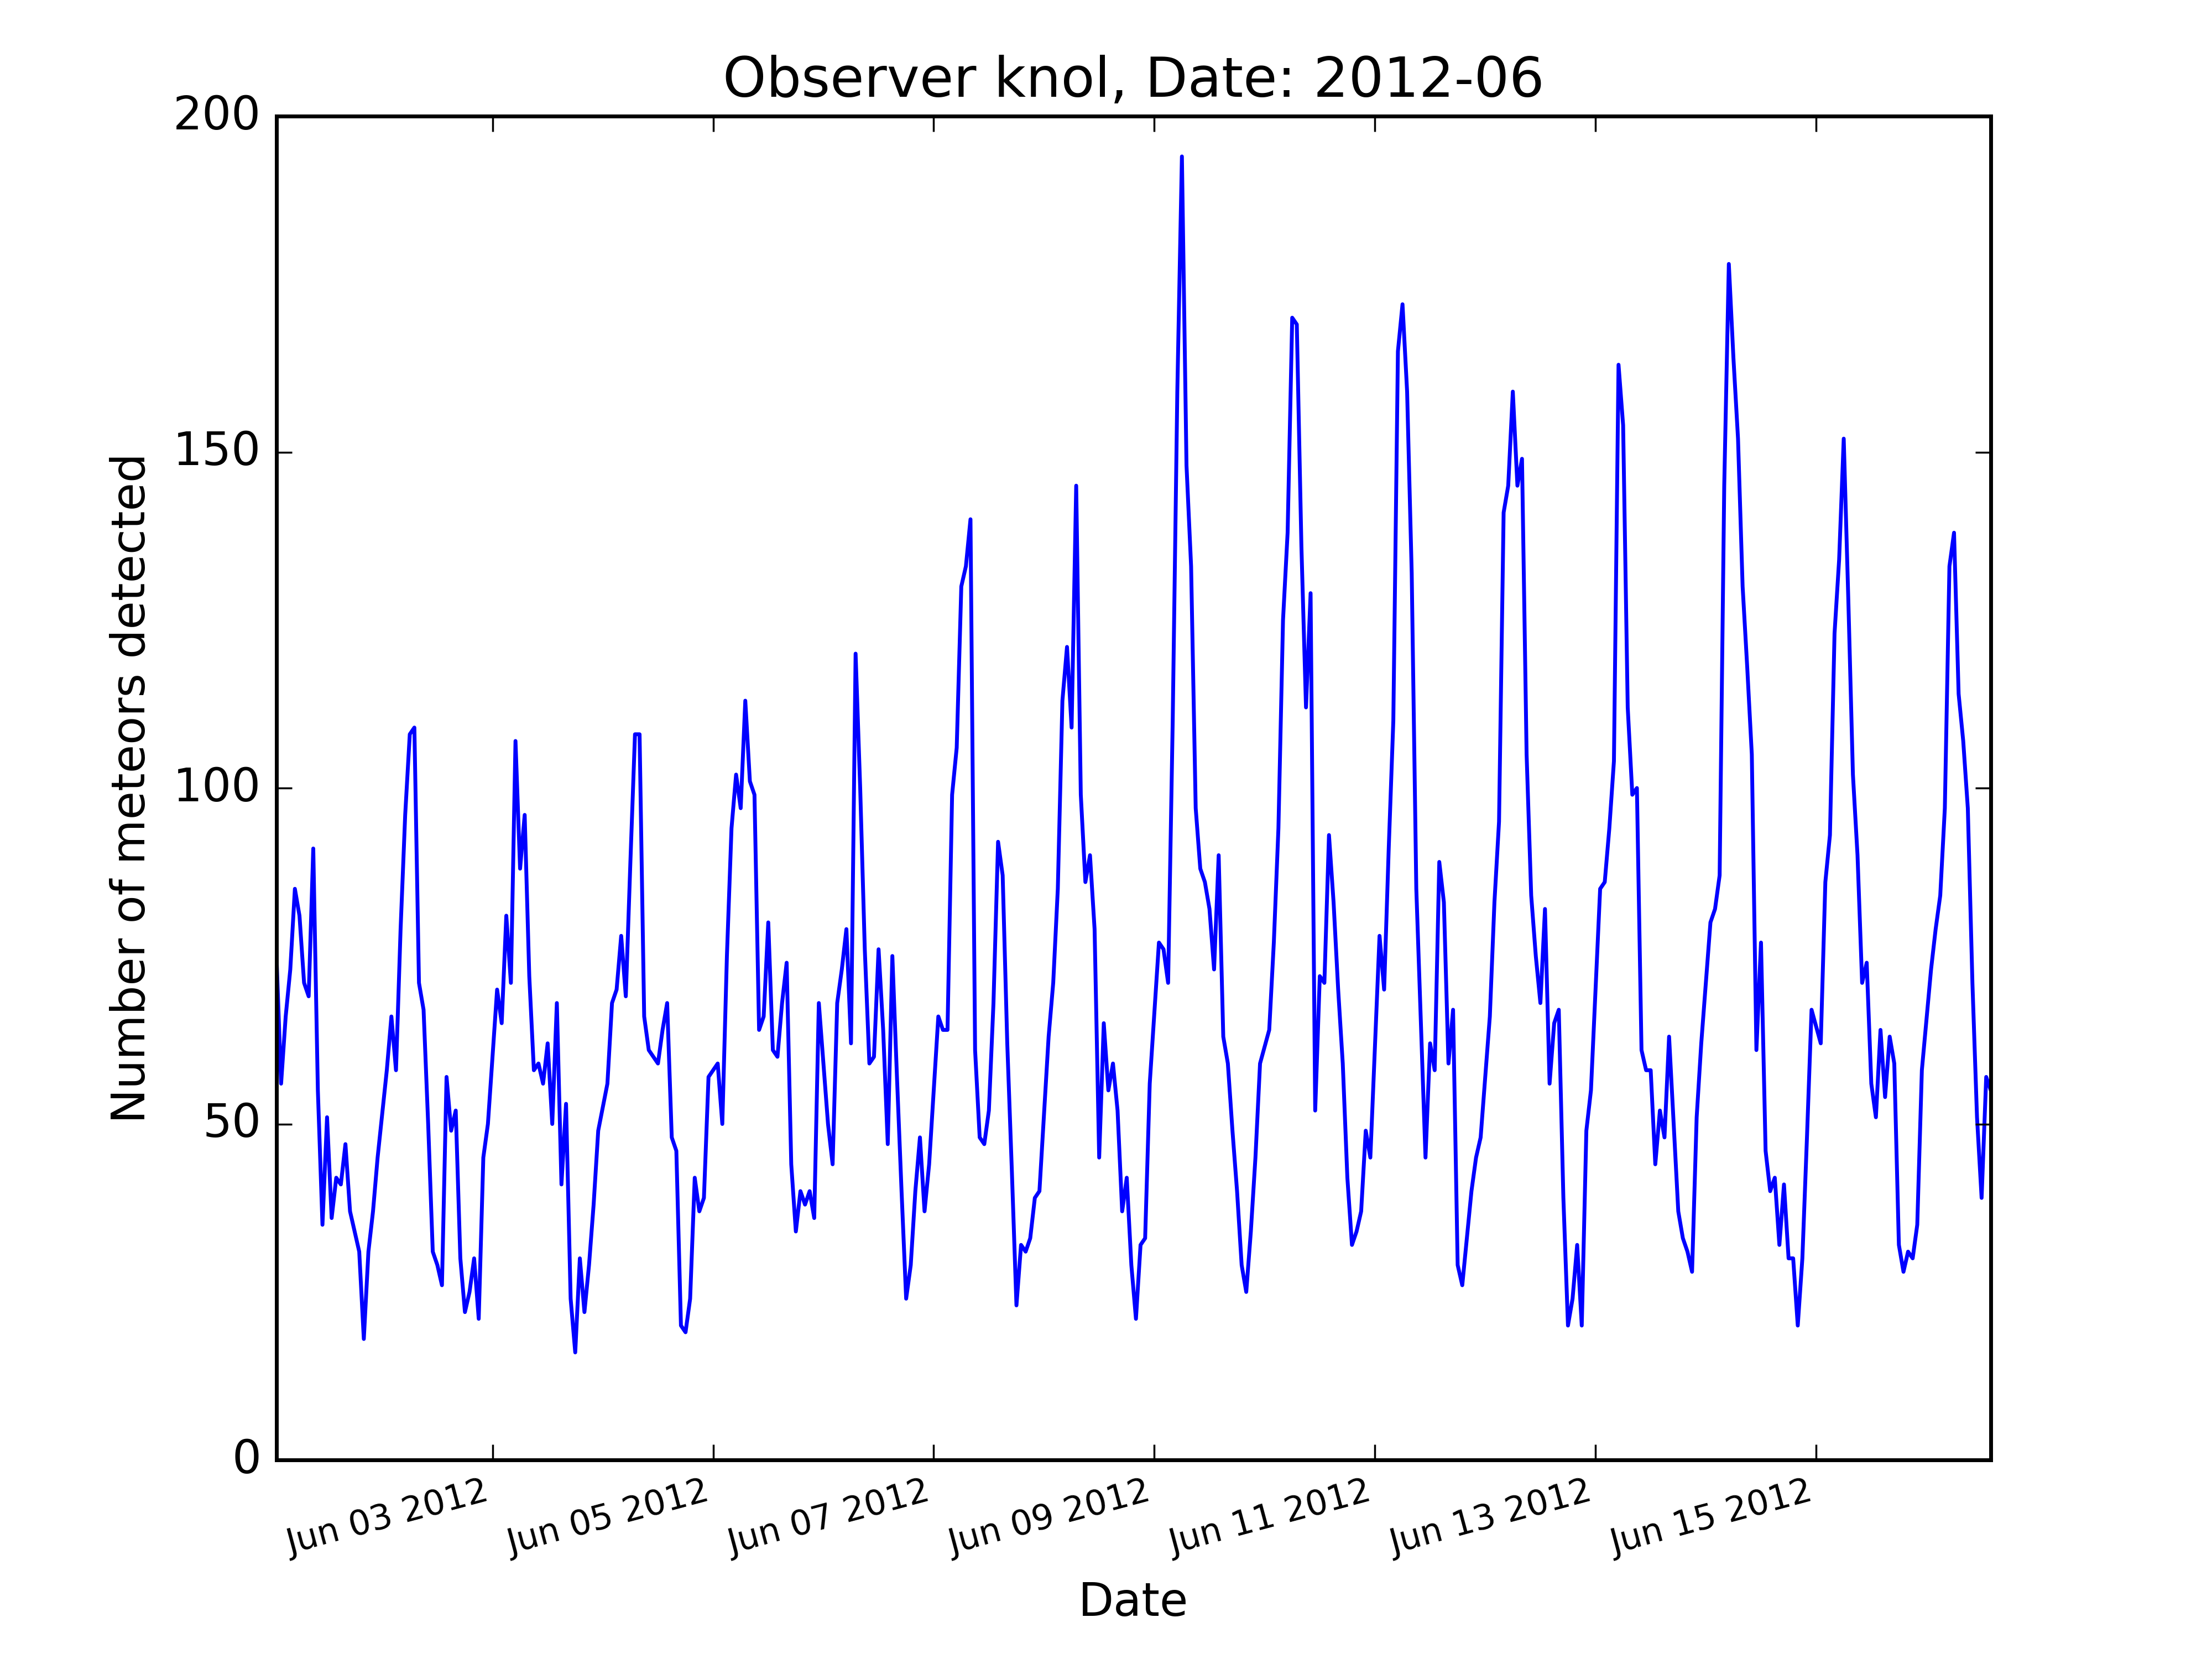 Observer knol, Date: 2012-06
200
150
100
50
0
Number of meteors detected
Jun 03 2012
Jun 05 2012
Jun 07 2012
Jun 09 2012
Jun 11 2012
Jun 13 2012
Jun 15 2012
Date